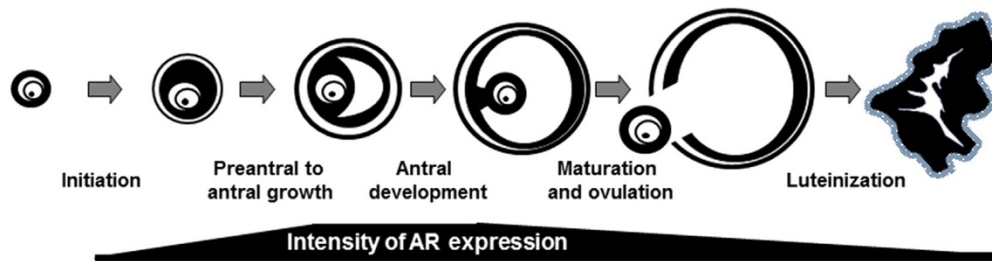 Initiation
Preantral to
antral growth
Antral
development
Maturation
and ovulation
Luteinization
Intensity of AR expression